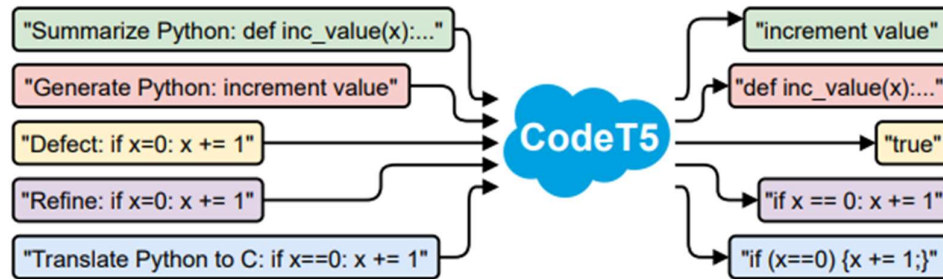 "Summarize Python: def inc_value(x):..."
"increment value"
"Generate Python: increment value"
"def inc_value(x):..."
"Defect: if x=0: x += 1"
CodeT5
"true"
"Refine: if x=0: x += 1"
"if x == 0: x += 1"
"Translate Python to C: if x==0: x += 1"
"if (x==0) {x += 1;}"